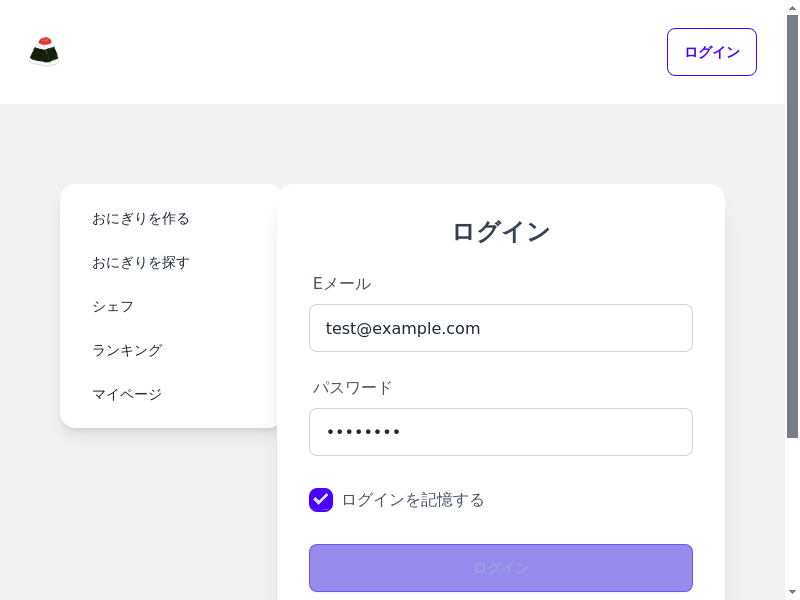 ログイン
おにぎりを作る
おにぎりを探す
シェフ
ランキング
マイページ
ログイン
Eメール
test@example.com
パスワード
••••••••
ログインを記憶する
ログイン